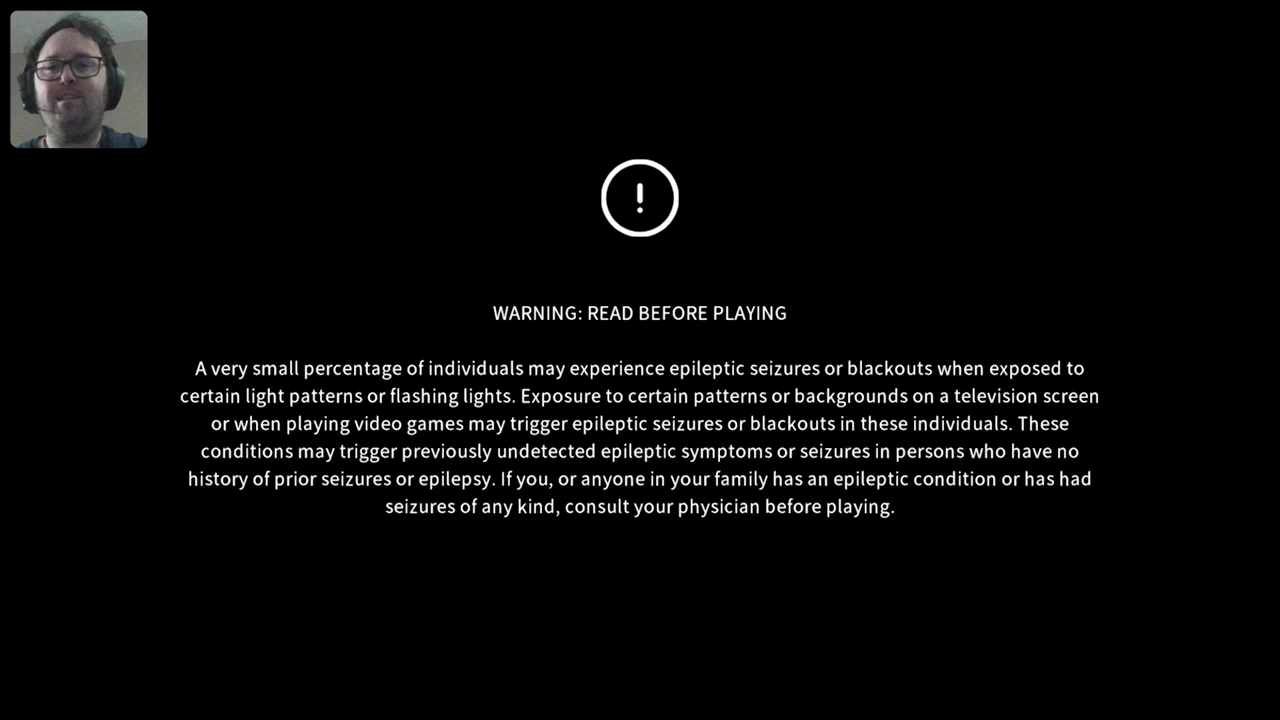 WARNING: READ BEFORE PLAYING
A very small percentage of individuals may experience epileptic seizures or blackouts when exposed to
certain light patterns or flashing lights. Exposure to certain patterns or backgrounds on a television screen
or when playing video games may trigger epileptic seizures or blackouts in these individuals. These
conditions may trigger previously undetected epileptic symptoms or seizures in persons who have no
history of prior seizures or epilepsy. If you, or anyone in your family has an epileptic condition or has had
seizures of any kind, consult your physician before playing.